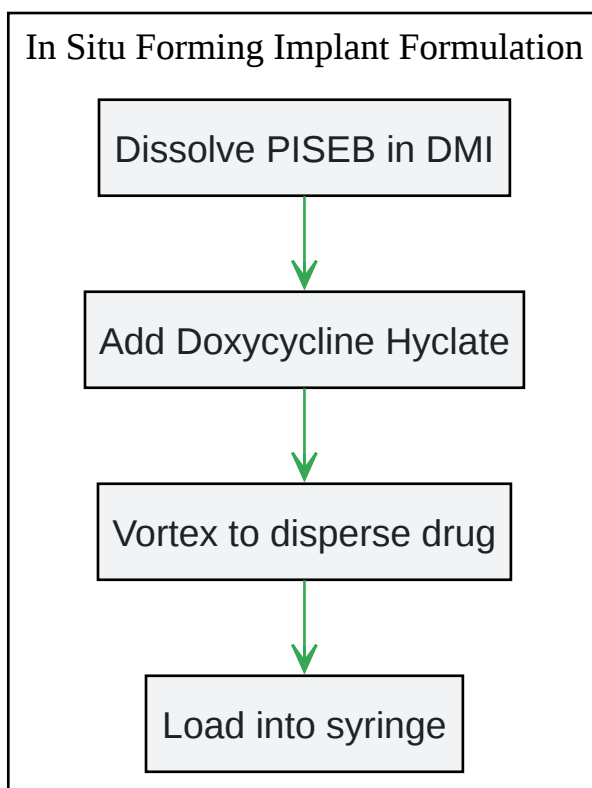 In Situ Forming Implant Formulation
Dissolve PISEB in DMI
Add Doxycycline Hyclate
Vortex to disperse drug
Load into syringe